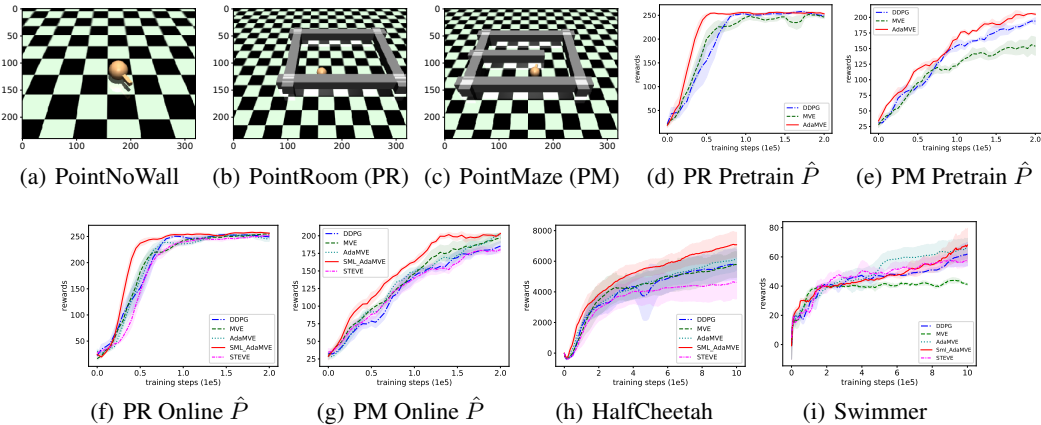 0
50
100
150
200
0 100 200 300
0
50
100
150
200
0 100 200 300
0
50
100
150
200
0 100 200 300
rewards
250
200
150
100
50
0.0 0.5 1.0 1.5 2.0
training steps (1e5)
DDPG
MVE
AdaMVE
rewards
200
175
150
125
100
75
50
25
0.0 0.5 1.0 1.5 2.0
training steps (1e5)
DDPG
MVE
AdaMVE
(a) PointNoWall
(b) PointRoom (PR)
(c) PointMaze (PM)
(d) PR Pretrain P̂
(e) PM Pretrain P̂
rewards
250
200
150
100
50
0.0 0.5 1.0 1.5 2.0
training steps (1e5)
DDPG
MVE
AdaMVE
SML_AdaMVE
STEVE
rewards
200
175
150
125
100
75
50
25
0.0 0.5 1.0 1.5 2.0
training steps (1e5)
DDPG
MVE
AdaMVE
SML_AdaMVE
STEVE
rewards
8000
6000
4000
2000
0
0 2 4 6 8 10
training steps (1e5)
DDPG
MVE
AdaMVE
SML_AdaMVE
STEVE
rewards
80
60
40
20
0
0 2 4 6 8 10
training steps (1e5)
DDPG
MVE
AdaMVE
Sml_AdaMVE
STEVE
(f) PR Online P̂
(g) PM Online P̂
(h) HalfCheetah
(i) Swimmer